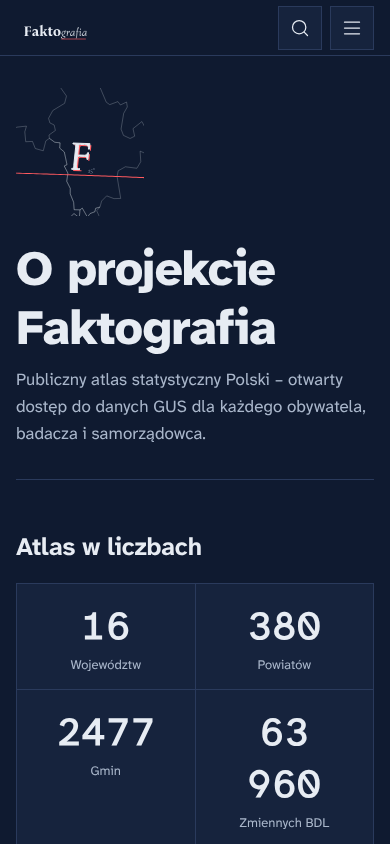 Faktografia
F
O projekcie
Faktografia
Publiczny atlas statystyczny Polski – otwarty
dostęp do danych GUS dla każdego obywatela,
badacza i samorządowca.
Atlas w liczbach
16
Województw
380
Powiatów
2477
Gmin
63
960
Zmiennych BDL